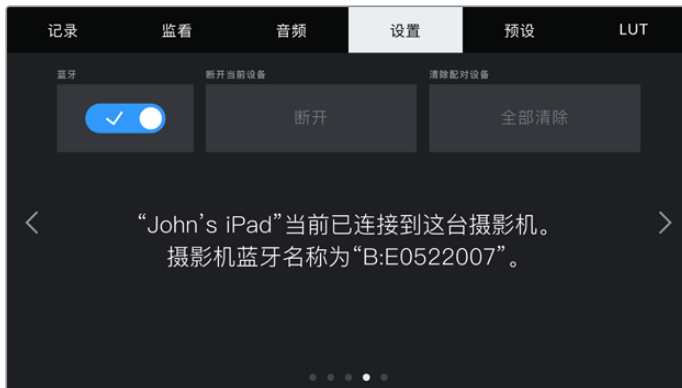 记录 监看 音频 设置 预设 LUT
蓝牙 断开当前设备 清除配对设备
断开 全部清除
“John’s iPad”当前已连接到这台摄影机。
摄影机蓝牙名称为“B:E0522007”。